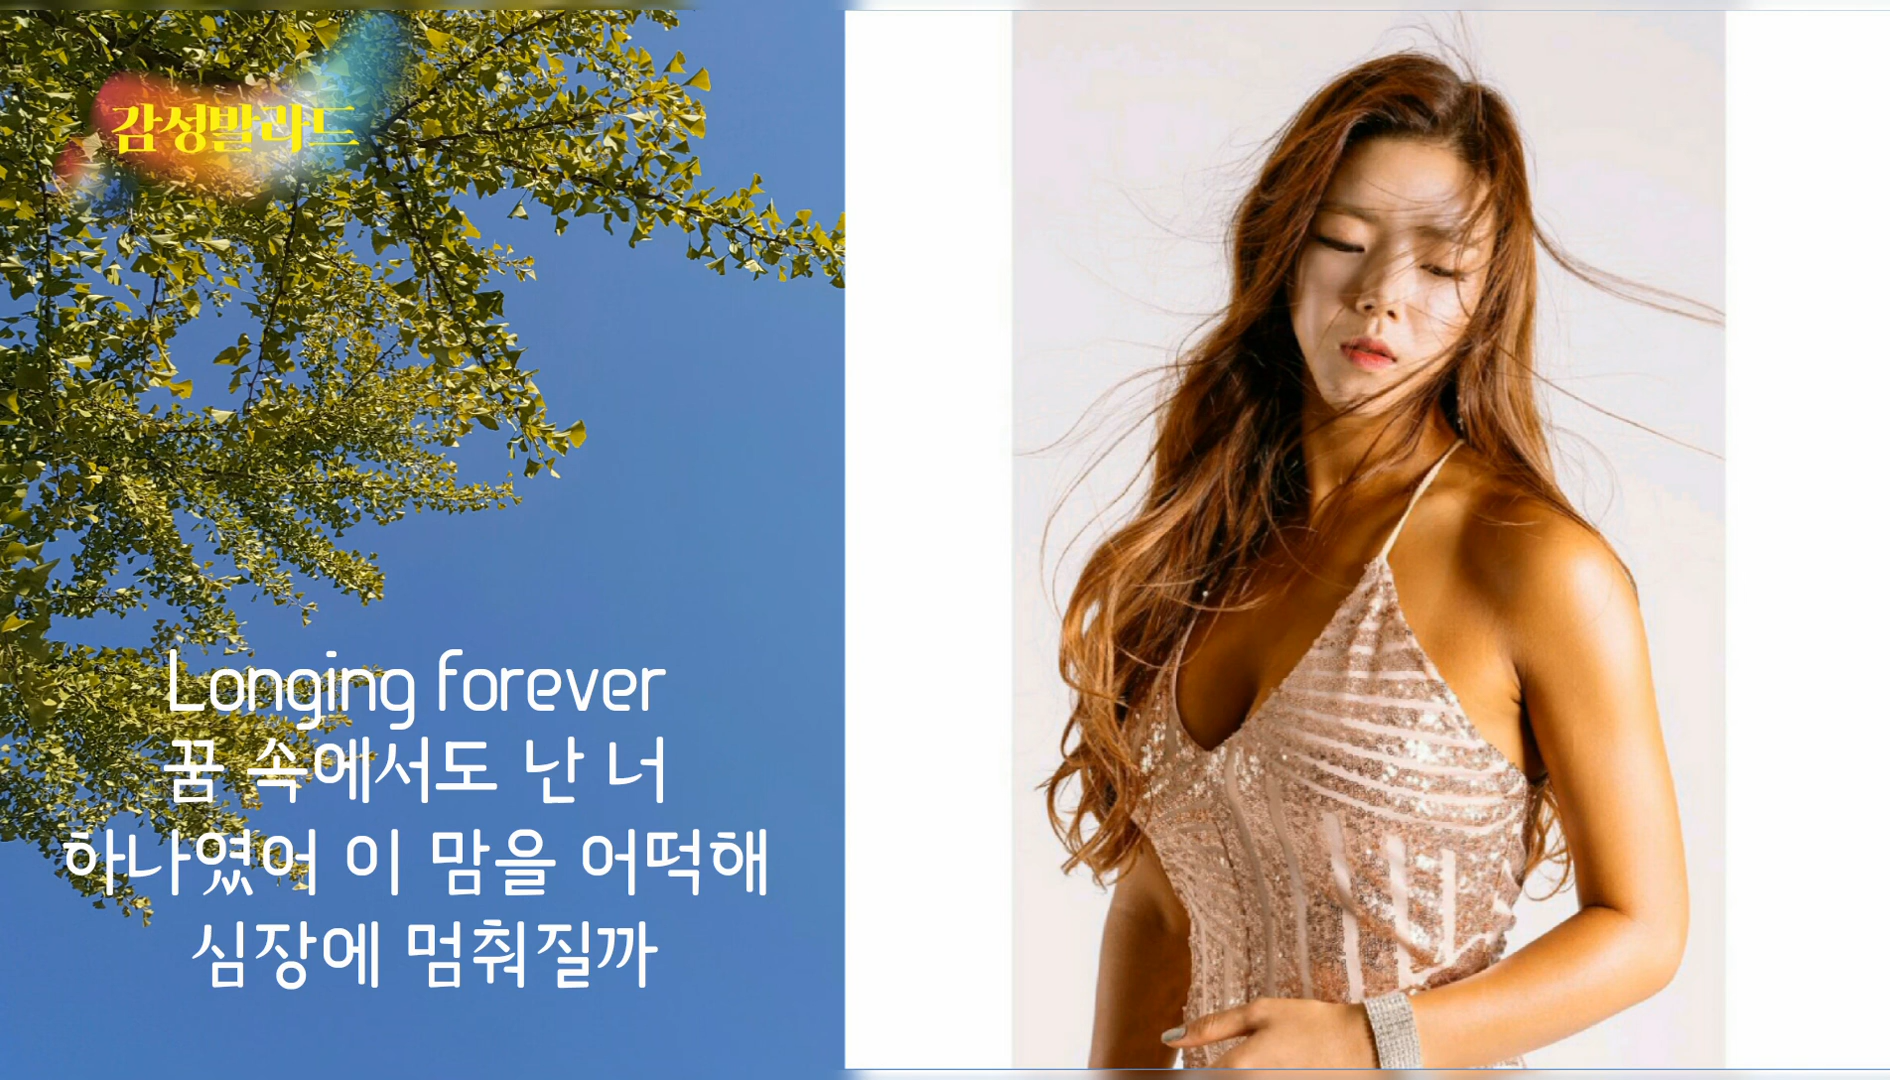 감성발라드
Longing forever
꿈 속에서도 난 너
하나였어 이 맘을 어떡해
심장에 멈춰질까